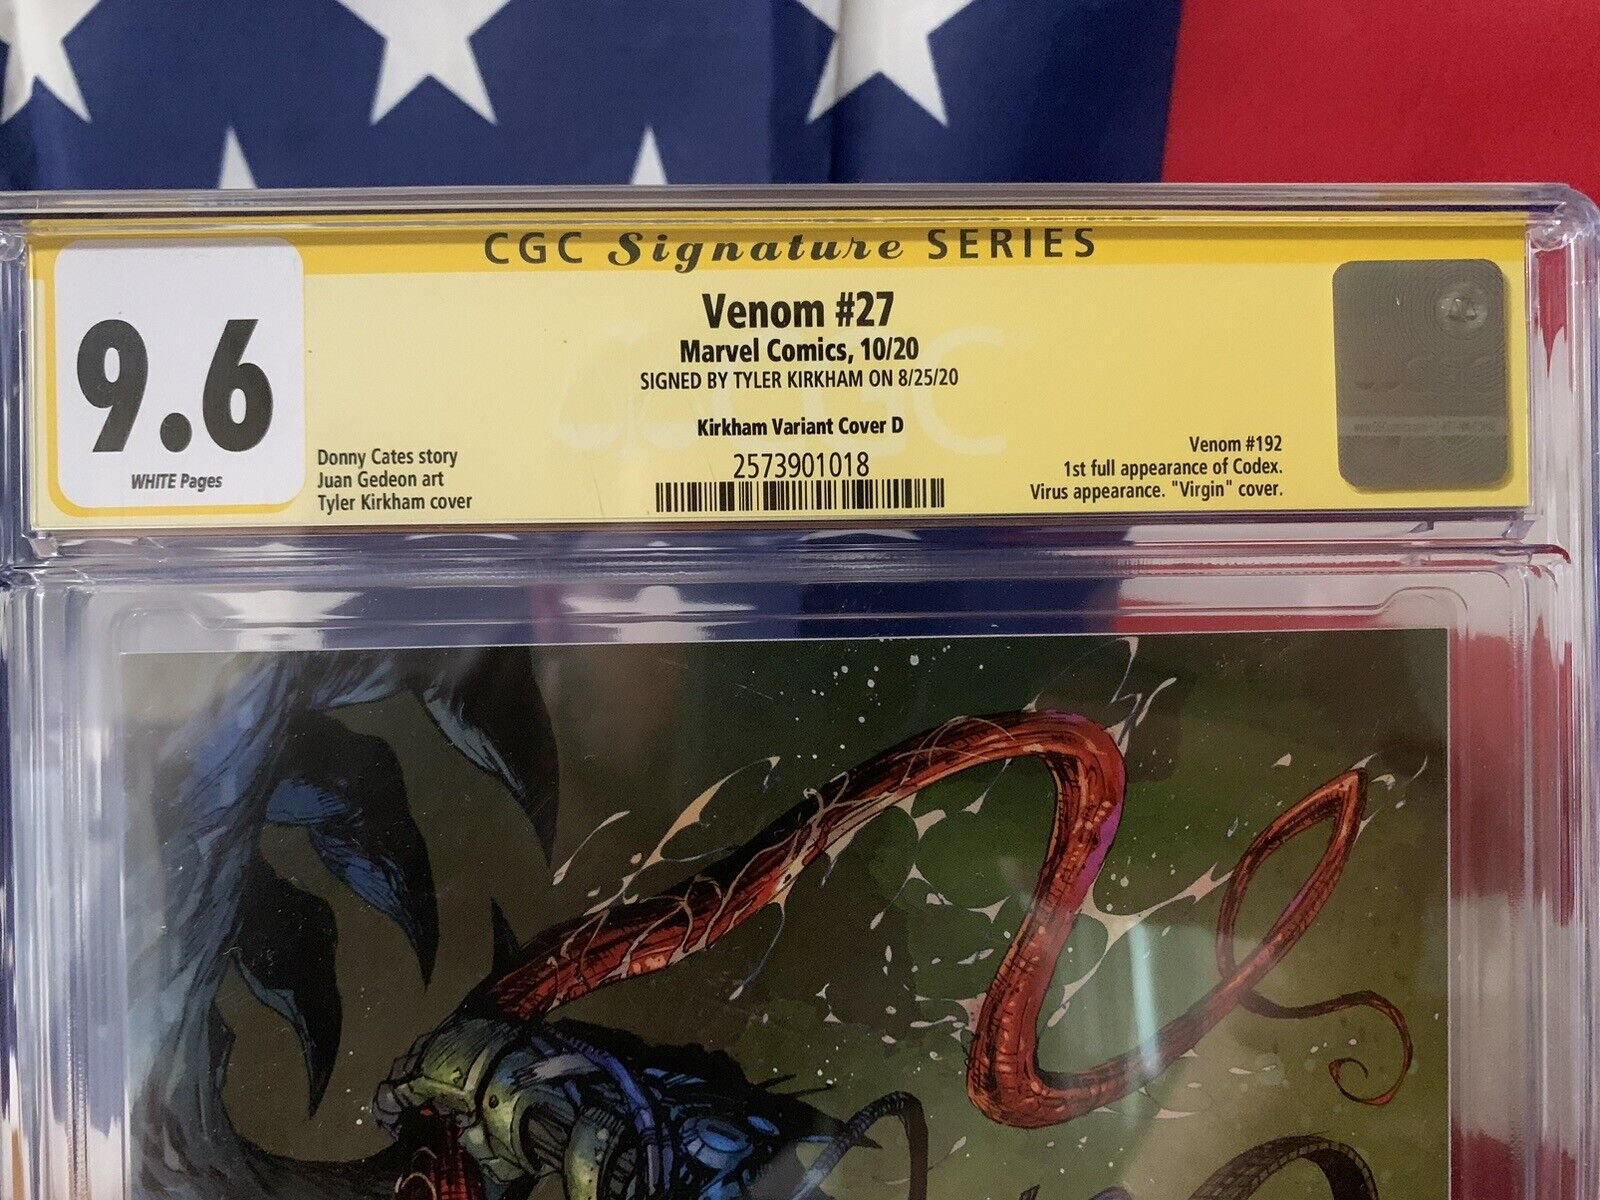 CGC Signature SERIES
9.6
WHITE Pages
Venom #27
Marvel Comics, 10/20
SIGNED BY TYLER KIRKHAM ON 8/25/20
Kirkham Variant Cover D
2573901018
Donny Cates story
Juan Gedeon art
Tyler Kirkham cover
Venom #192
1st full appearance of Codex.
Virus appearance. "Virgin" cover.
CGC